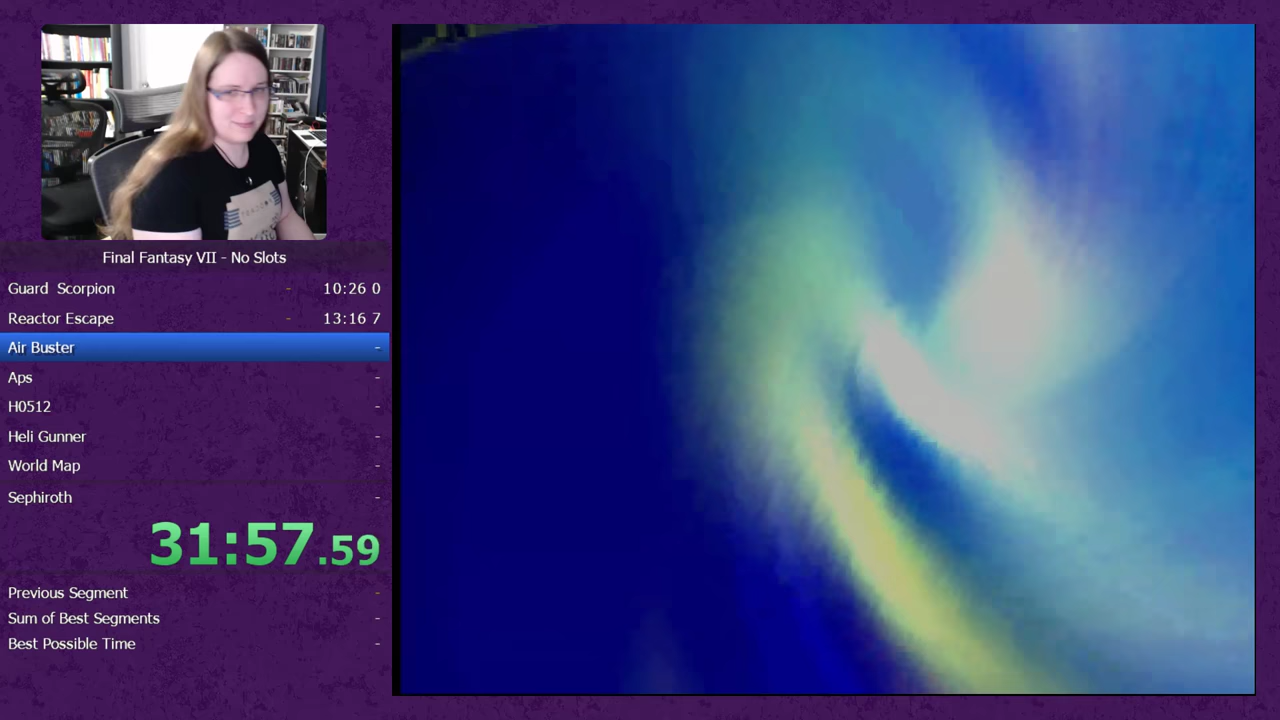 Final Fantasy VII - No Slots
Guard Scorpion - 10:26 0
Reactor Escape - 13:16 7
Air Buster -
Aps -
H0512 -
Heli Gunner -
World Map -
Sephiroth -
31:57.59
Previous Segment -
Sum of Best Segments -
Best Possible Time -